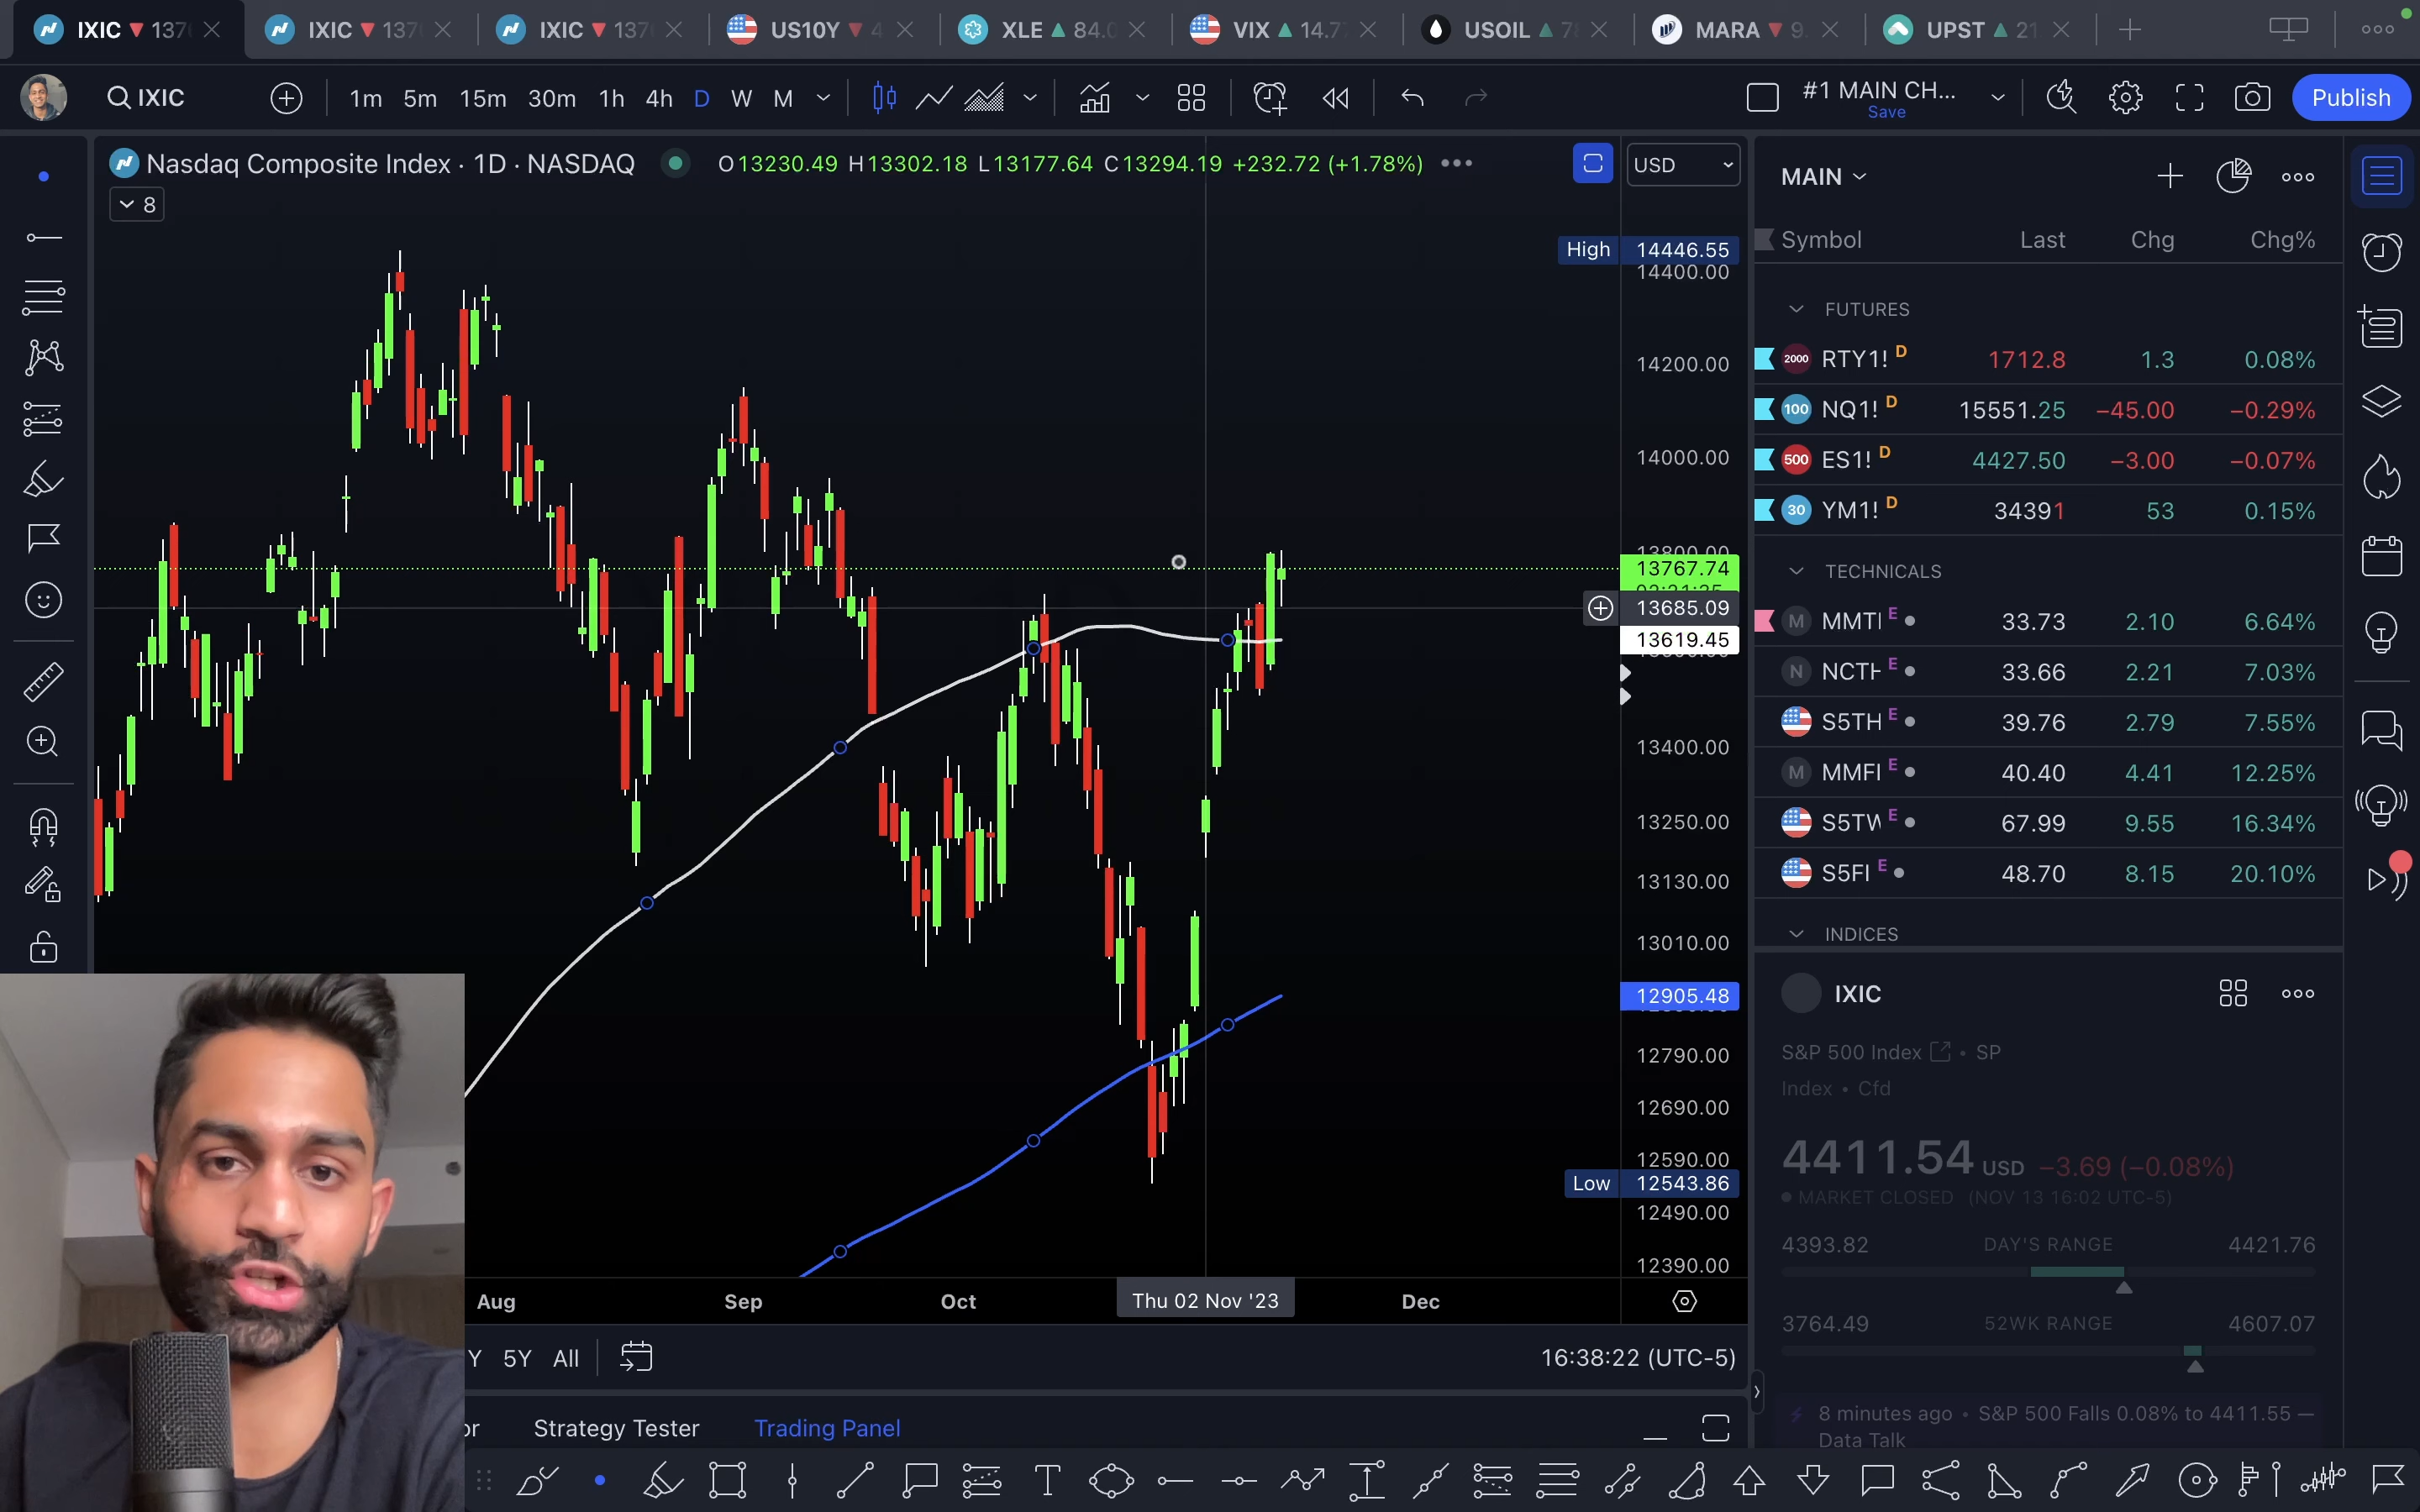 IXIC 137
IXIC 137
IXIC 137
US10Y 4
XLE 84.0
VIX 14.7
USOIL 78
MARA 9.
UPST 21
IXIC
1m 5m 15m 30m 1h 4h D W M
#1 MAIN CH...
Save
Publish
Nasdaq Composite Index · 1D · NASDAQ
O13230.49 H13302.18 L13177.64 C13294.19 +232.72 (+1.78%)
USD
8
High 14446.55
14400.00
14200.00
14000.00
13800.00
13767.74
13685.09
13619.45
13400.00
13250.00
13130.00
13010.00
12905.48
12790.00
12690.00
12590.00
Low 12543.86
12490.00
12390.00
Aug Sep Oct Thu 02 Nov '23 Dec
Y 5Y All
16:38:22 (UTC-5)
or Strategy Tester Trading Panel
MAIN
Symbol Last Chg Chg%
FUTURES
2000 RTY1! D 1712.8 1.3 0.08%
100 NQ1! D 15551.25 −45.00 −0.29%
500 ES1! D 4427.50 −3.00 −0.07%
30 YM1! D 34391 53 0.15%
TECHNICALS
M MMTI E 33.73 2.10 6.64%
N NCTH E 33.66 2.21 7.03%
S5TH E 39.76 2.79 7.55%
M MMFI E 40.40 4.41 12.25%
S5TW E 67.99 9.55 16.34%
S5FI E 48.70 8.15 20.10%
INDICES
IXIC
S&P 500 Index • SP
Index • Cfd
4411.54 USD −3.69 (−0.08%)
MARKET CLOSED (NOV 13 16:02 UTC-5)
4393.82 DAY'S RANGE 4421.76
3764.49 52WK RANGE 4607.07
8 minutes ago • S&P 500 Falls 0.08% to 4411.55 —
Data Talk
T